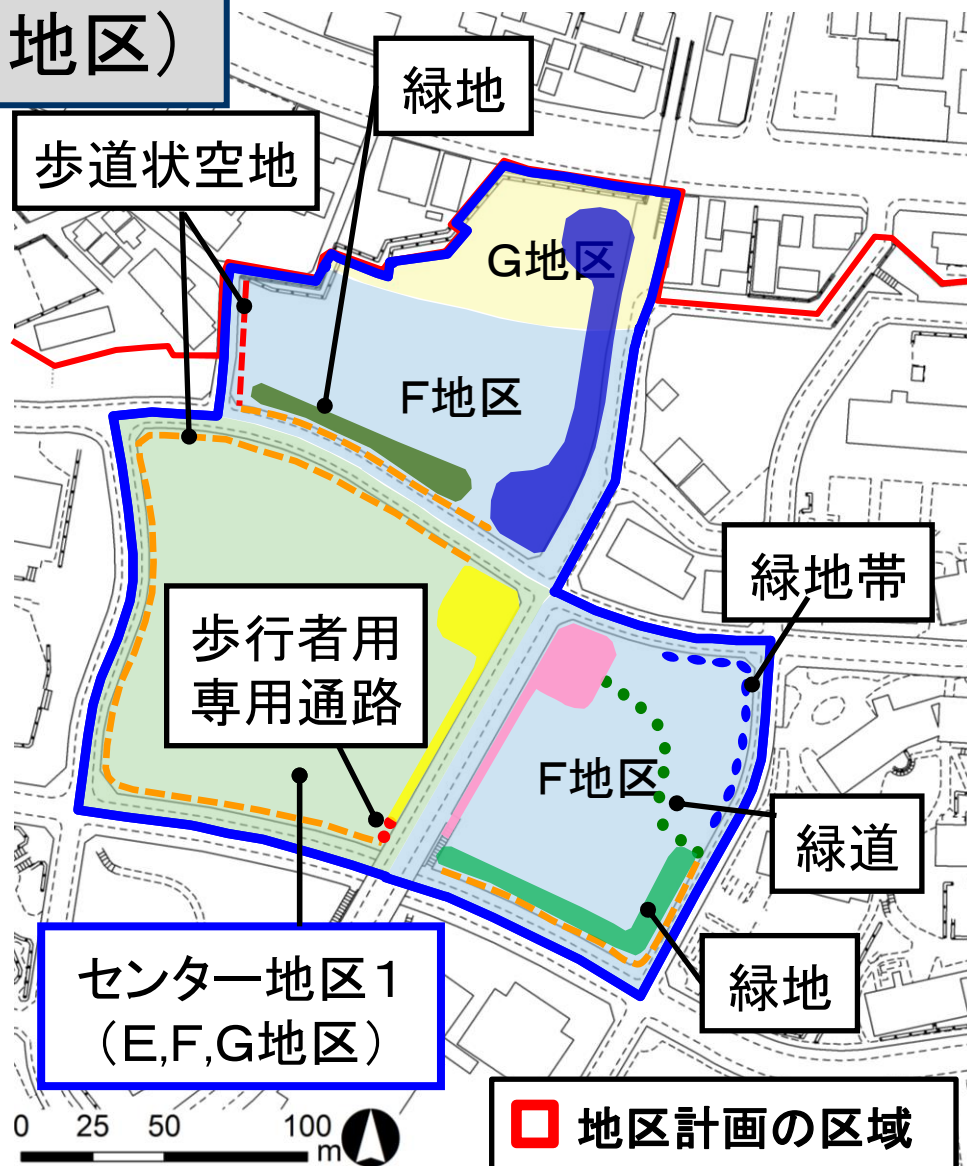 地区）
緑地
歩道状空地
G地区
F地区
緑地帯
歩行者用
専用通路
F地区
緑道
緑地
センター地区１
（E,F,G地区）
0 25 50 100
m
地区計画の区域